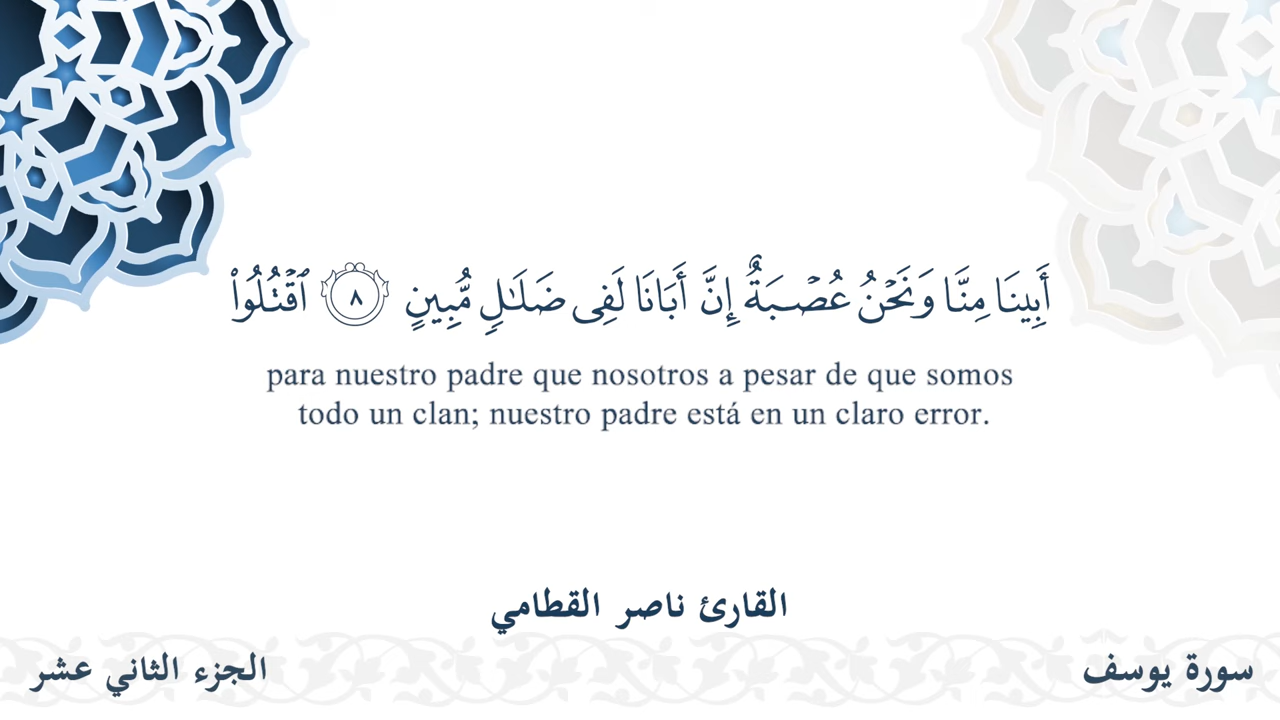 أَبِينَا مِنَّا وَنَحۡنُ عُصۡبَةٌ إِنَّ أَبَانَا لَفِى ضَلَـٰلٍ مُّبِينٍ ٨ ٱقۡتُلُوا۟
para nuestro padre que nosotros a pesar de que somos
todo un clan; nuestro padre está en un claro error.
القارئ ناصر القطامي
سورة يوسف
الجزء الثاني عشر